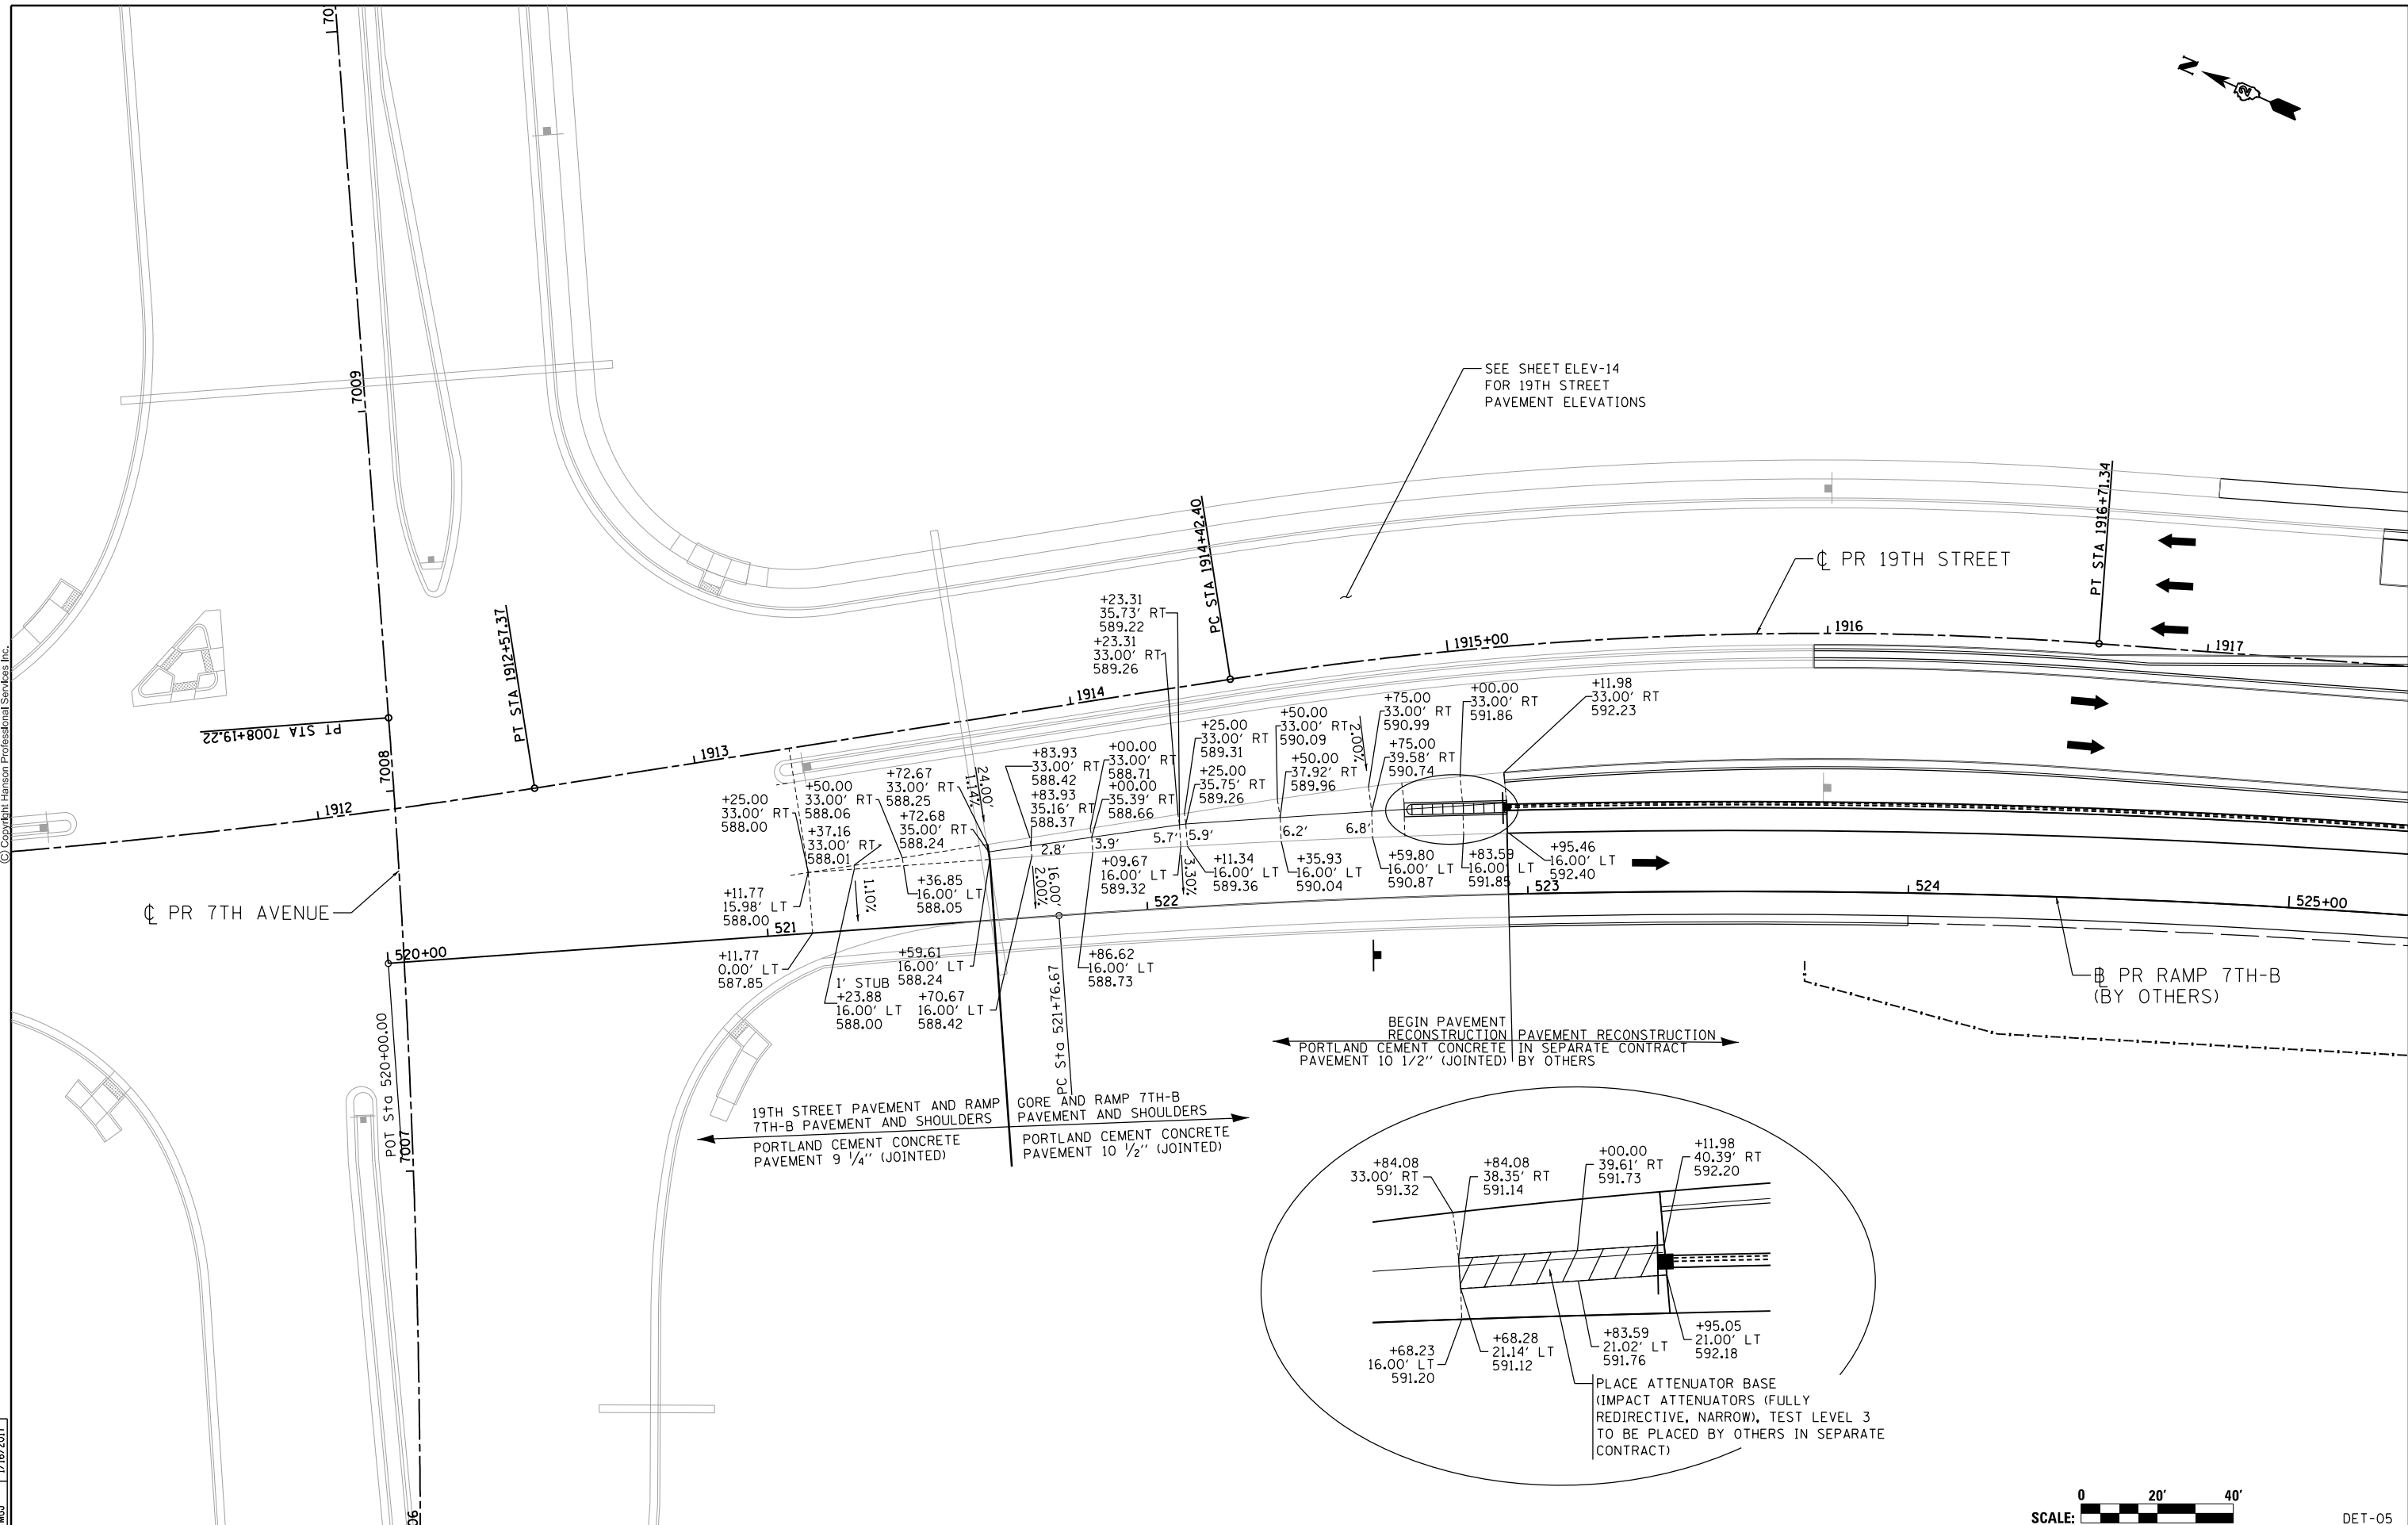 70
N
2
7009
SEE SHEET ELEV-14
FOR 19TH STREET
PAVEMENT ELEVATIONS
PT STA 1916+71.34
PC STA 1914+42.40
℄ PR 19TH STREET
PT STA 1912+57.37
PT STA 7008+19.22
7008
1912
1913
1914
1915+00
1916
1917
+23.31
35.73' RT
589.22
+23.31
33.00' RT
589.26
+25.00
33.00' RT
588.00
+50.00
33.00' RT
588.06
+37.16
33.00' RT
588.01
+72.67
33.00' RT
588.25
+72.68
35.00' RT
588.24
24.00'
1.14%
+83.93
33.00' RT
588.42
+83.93
35.16' RT
588.37
+00.00
33.00' RT
588.71
+00.00
35.39' RT
588.66
+25.00
33.00' RT
589.31
+25.00
35.75' RT
589.26
+50.00
33.00' RT
590.09
+50.00
37.92' RT
589.96
2.00%
+75.00
33.00' RT
590.99
+75.00
39.58' RT
590.74
+00.00
33.00' RT
591.86
+11.98
33.00' RT
592.23
2.8'
3.9'
5.7'
5.9'
6.2'
6.8'
+11.77
15.98' LT
588.00
1.10%
+36.85
16.00' LT
588.05
2.00%
16.00'
+09.67
16.00' LT
589.32
3.30%
+11.34
16.00' LT
589.36
+35.93
16.00' LT
590.04
+59.80
16.00' LT
590.87
+83.59
16.00' LT
591.85
+95.46
16.00' LT
592.40
℄ PR 7TH AVENUE
520+00
521
522
523
524
525+00
+11.77
0.00' LT
587.85
1' STUB
+23.88
16.00' LT
588.00
+59.61
16.00' LT
588.24
+70.67
16.00' LT
588.42
+86.62
16.00' LT
588.73
PC Sta 521+76.67
POT Sta 520+00.00
7007
B PR RAMP 7TH-B
(BY OTHERS)
BEGIN PAVEMENT
RECONSTRUCTION
PORTLAND CEMENT CONCRETE
PAVEMENT 10 1/2" (JOINTED)
PAVEMENT RECONSTRUCTION
IN SEPARATE CONTRACT
BY OTHERS
19TH STREET PAVEMENT AND RAMP
7TH-B PAVEMENT AND SHOULDERS
PORTLAND CEMENT CONCRETE
PAVEMENT 9 1/4" (JOINTED)
GORE AND RAMP 7TH-B
PAVEMENT AND SHOULDERS
PORTLAND CEMENT CONCRETE
PAVEMENT 10 1/2" (JOINTED)
+84.08
33.00' RT
591.32
+84.08
38.35' RT
591.14
+00.00
39.61' RT
591.73
+11.98
40.39' RT
592.20
+68.23
16.00' LT
591.20
+68.28
21.14' LT
591.12
+83.59
21.02' LT
591.76
+95.05
21.00' LT
592.18
PLACE ATTENUATOR BASE
(IMPACT ATTENUATORS (FULLY
REDIRECTIVE, NARROW), TEST LEVEL 3
TO BE PLACED BY OTHERS IN SEPARATE
CONTRACT)
(C) Copyright Hanson Professional Services Inc.
06
SCALE:
0 20' 40'
DET-05